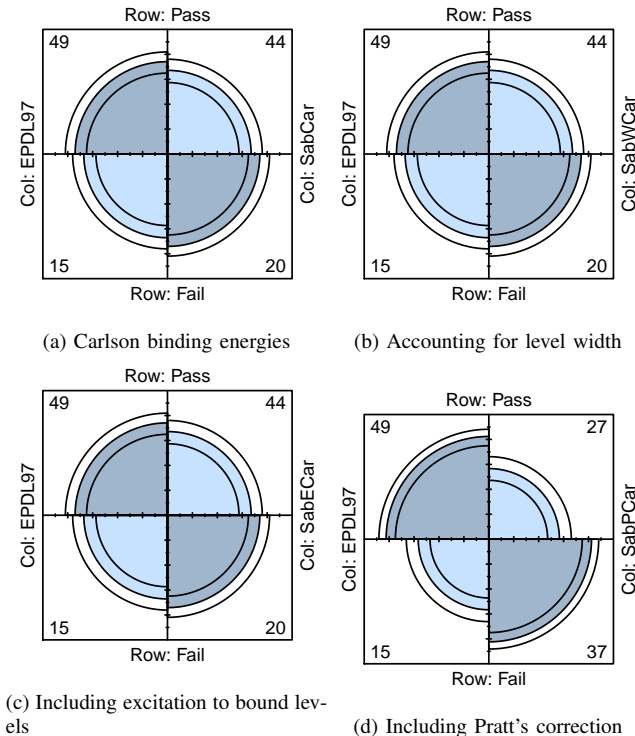 Row: Pass
49
44
Col: EPDL97
Col: SabCar
15
20
Row: Fail
(a) Carlson binding energies
Row: Pass
49
44
Col: EPDL97
Col: SabWCar
15
20
Row: Fail
(b) Accounting for level width
Row: Pass
49
44
Col: EPDL97
Col: SabECar
15
20
Row: Fail
(c) Including excitation to bound lev-
els
Row: Pass
49
27
Col: EPDL97
Col: SabPCar
15
37
Row: Fail
(d) Including Pratt's correction